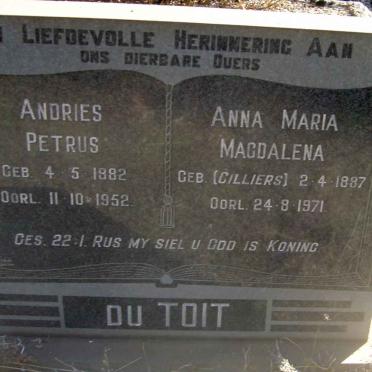 LIEFDEVOLLE HERINNERING AAN
ONS DIERBARE OUERS
ANDRIES
PETRUS
GEB. 4·5·1882
OORL. 11·10·1952.
ANNA MARIA
MAGDALENA
GEB. (CILLIERS) 2·4·1887
OORL. 24·8·1971.
GES. 22:1. RUS MY SIEL U GOD IS KONING
DU TOIT